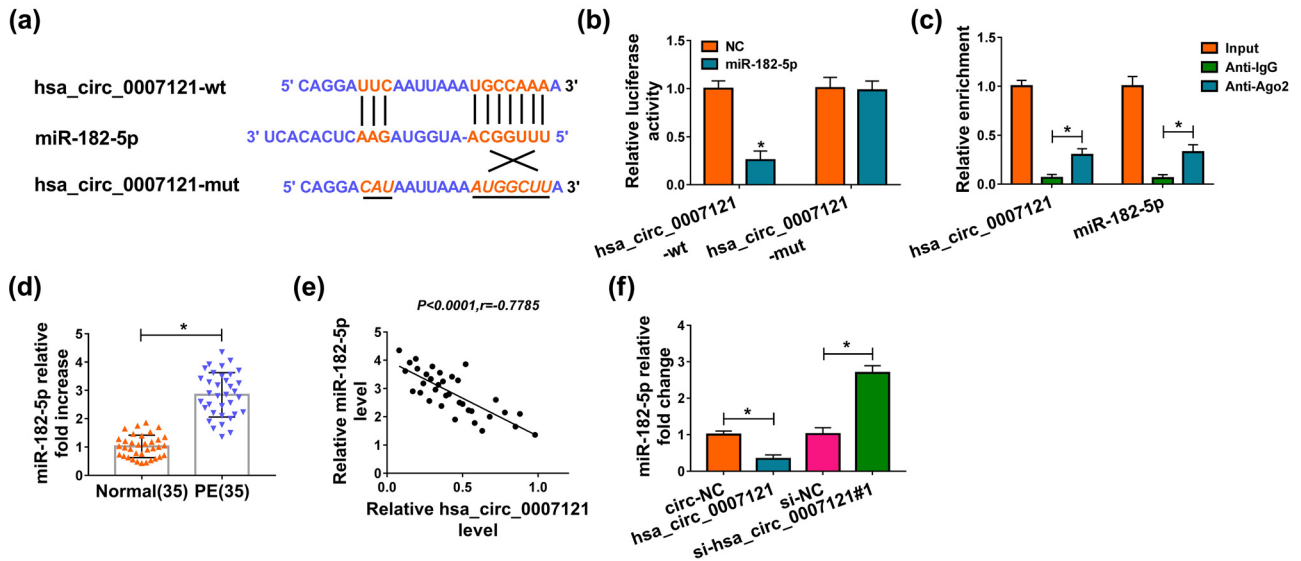 (a)
hsa_circ_0007121-wt 5' CAGGAUUCAAUUAAAUGCCAAAA 3'
miR-182-5p 3' UCACACUCAAGAUGGUA-ACGGUUU 5'
hsa_circ_0007121-mut 5' CAGGACAUAAUUAAAAUGGCUUA 3'
(b)
Relative luciferase
activity
1.5
1.0
0.5
0.0
NC
miR-182-5p
*
hsa_circ_0007121
-wt
hsa_circ_0007121
-mut
(c)
Relative enrichment
1.5
1.0
0.5
0.0
Input
Anti-IgG
Anti-Ago2
*
*
hsa_circ_0007121
miR-182-5p
(d)
miR-182-5p relative
fold increase
5
4
3
2
1
0
*
Normal(35) PE(35)
(e)
P<0.0001,r=-0.7785
Relative miR-182-5p
level
5
4
3
2
1
0
0.0 0.5 1.0
Relative hsa_circ_0007121
level
(f)
miR-182-5p relative
fold change
4
3
2
1
0
*
*
circ-NC
hsa_circ_0007121
si-NC
si-hsa_circ_0007121#1